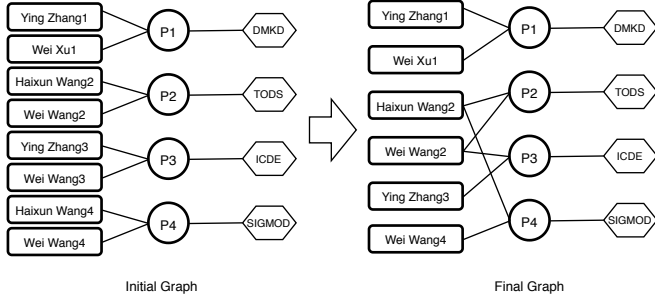 Ying Zhang1
Wei Xu1
P1
DMKD
Haixun Wang2
Wei Wang2
P2
TODS
Ying Zhang3
Wei Wang3
P3
ICDE
Haixun Wang4
Wei Wang4
P4
SIGMOD
Initial Graph
Ying Zhang1
Wei Xu1
P1
DMKD
Haixun Wang2
P2
TODS
Wei Wang2
P3
ICDE
Ying Zhang3
Wei Wang4
P4
SIGMOD
Final Graph